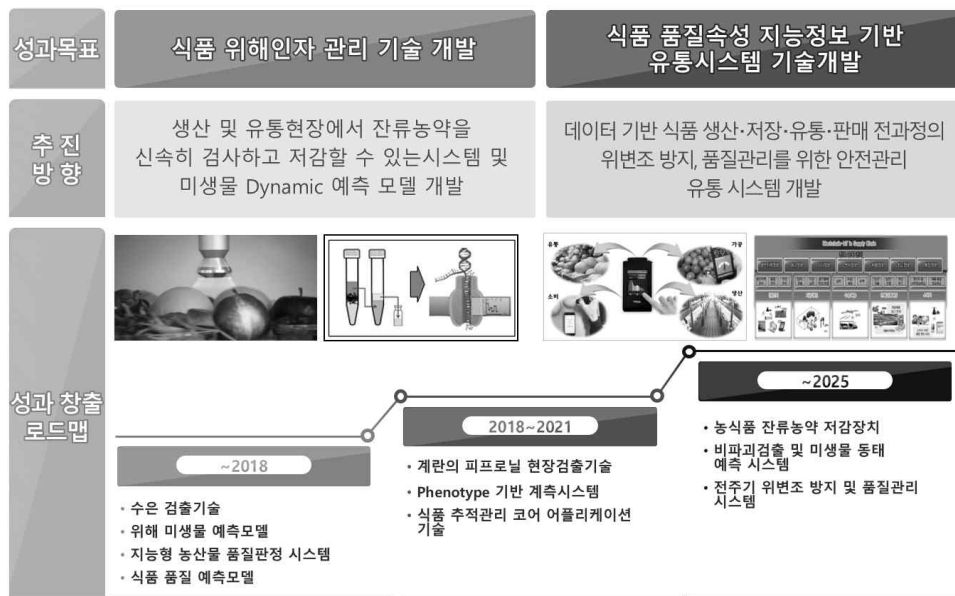 성과목표
식품 위해인자 관리 기술 개발
식품 품질속성 지능정보 기반
유통시스템 기술개발
추 진
방 향
생산 및 유통현장에서 잔류농약을
신속히 검사하고 저감할 수 있는시스템 및
미생물 Dynamic 예측 모델 개발
데이터 기반 식품 생산·저장·유통·판매 전과정의
위변조 방지, 품질관리를 위한 안전관리
유통 시스템 개발
성과 창출
로드맵
유통
가공
소비
양산
~2018
· 수은 검출기술
· 위해 미생물 예측모델
· 지능형 농산물 품질판정 시스템
· 식품 품질 예측모델
2018~2021
· 계란의 피프로닐 현장검출기술
· Phenotype 기반 계측시스템
· 식품 추적관리 코어 어플리케이션
기술
~2025
· 농식품 잔류농약 저감장치
· 비파괴검출 및 미생물 동태
예측 시스템
· 전주기 위변조 방지 및 품질관리
시스템